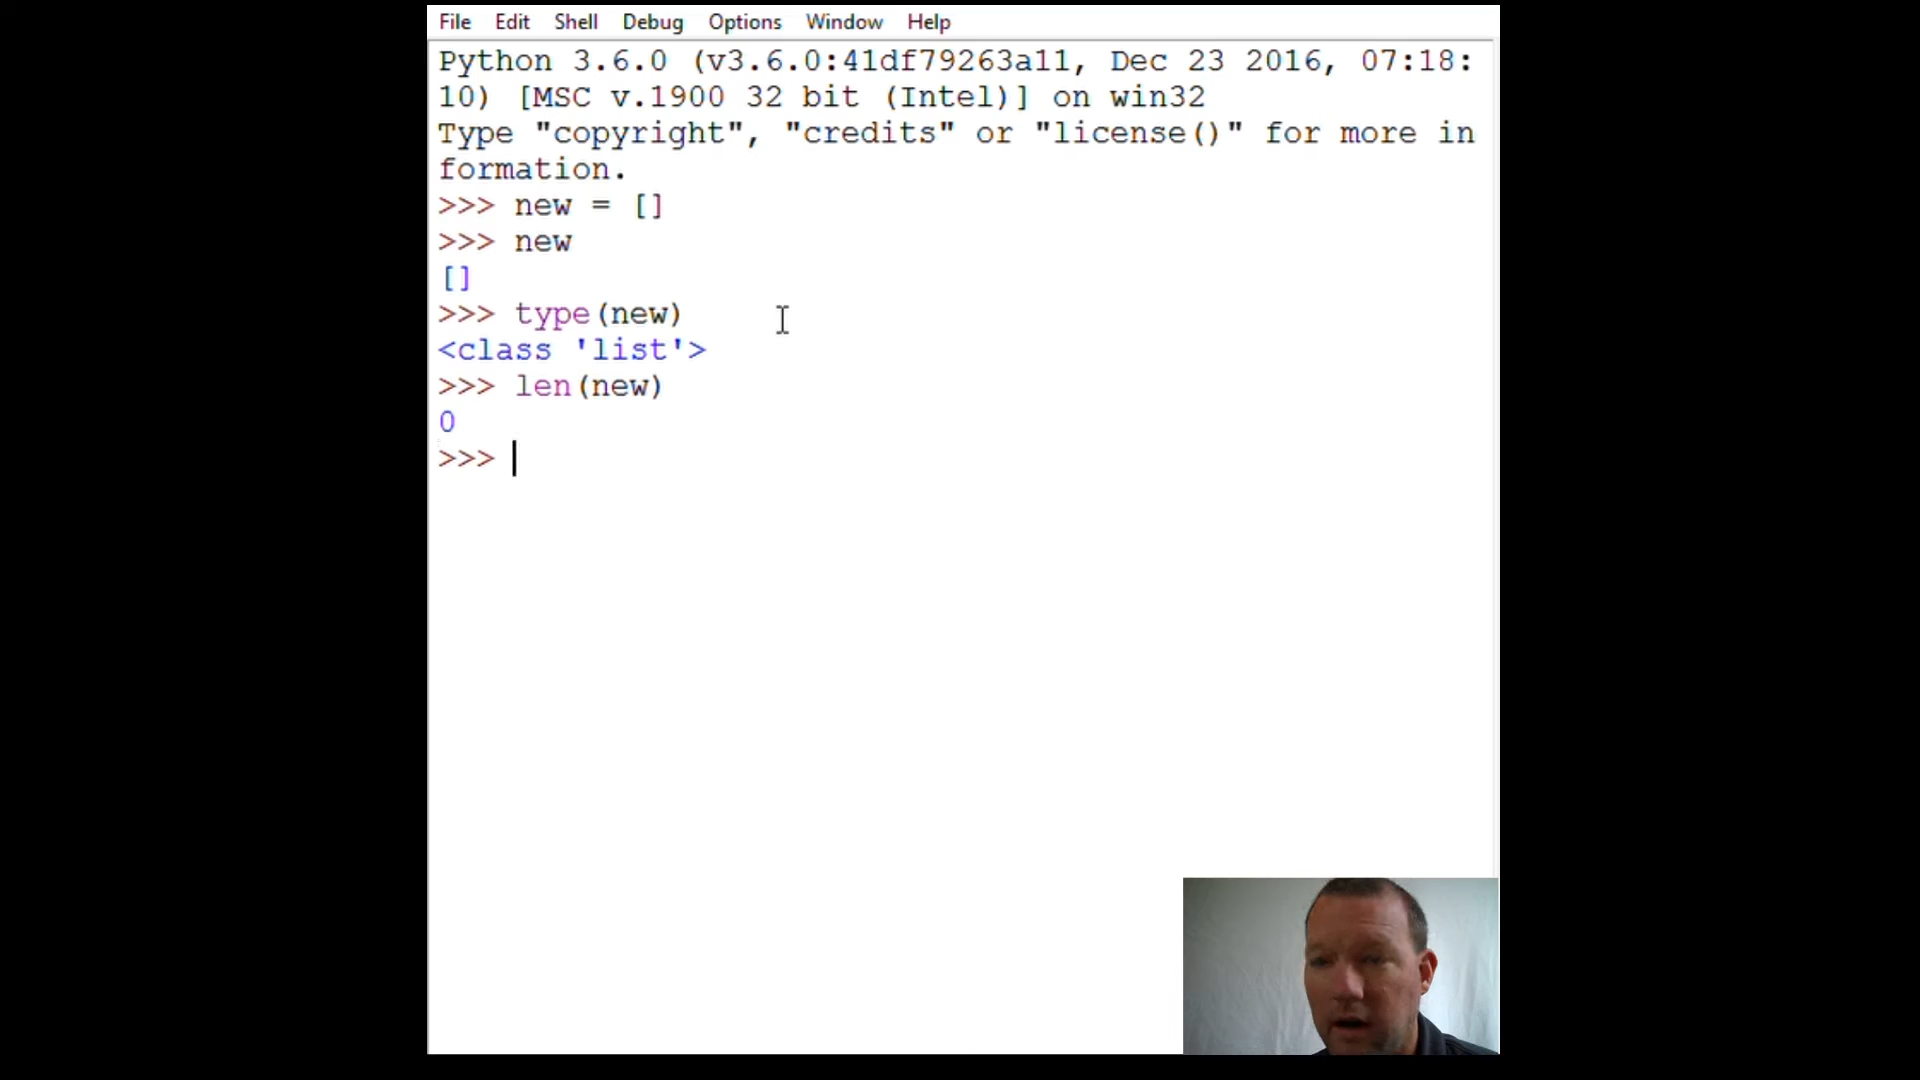 File Edit Shell Debug Options Window Help
Python 3.6.0 (v3.6.0:41df79263a11, Dec 23 2016, 07:18:
10) [MSC v.1900 32 bit (Intel)] on win32
Type "copyright", "credits" or "license()" for more in
formation.
>>> new = []
>>> new
[]
>>> type(new)
<class 'list'>
>>> len(new)
0
>>>